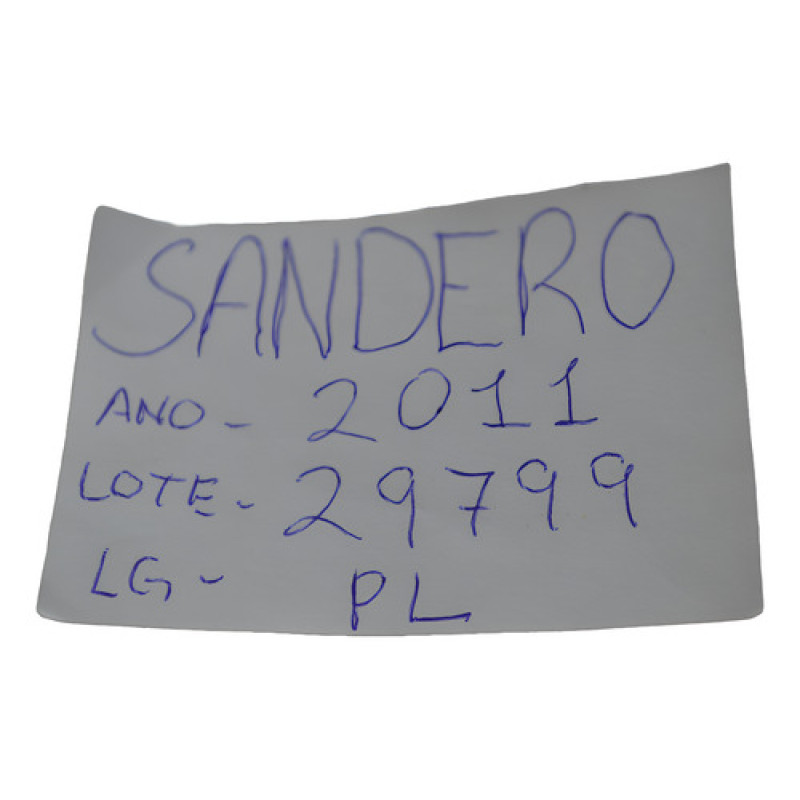 SANDERO
ANO - 2011
LOTE - 29799
LG - PL